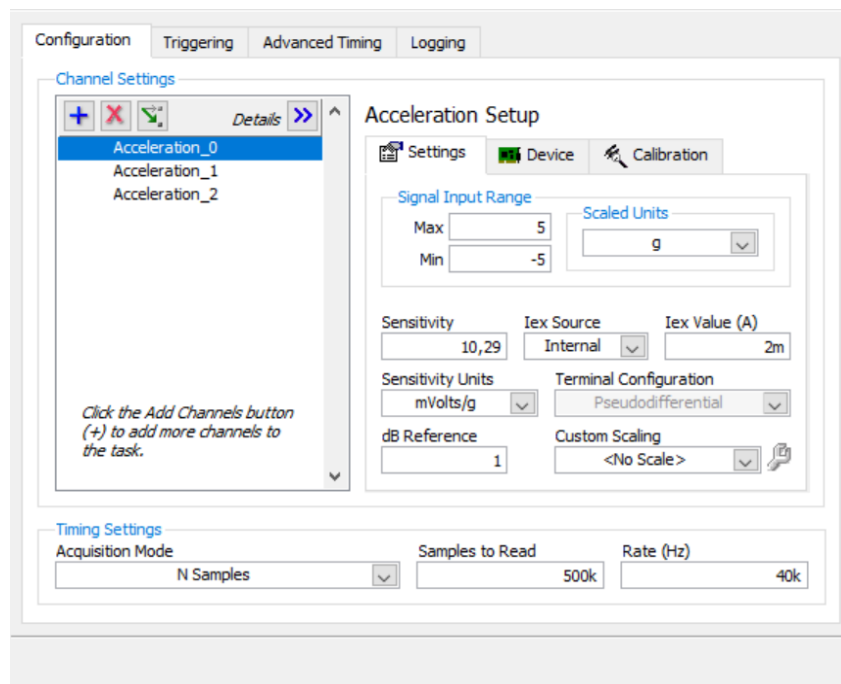 Configuration Triggering Advanced Timing Logging
Channel Settings
Details
Acceleration_0
Acceleration_1
Acceleration_2
Click the Add Channels button
(+) to add more channels to
the task.
Acceleration Setup
Settings Device Calibration
Signal Input Range
Max 5
Min -5
Scaled Units
g
Sensitivity Iex Source Iex Value (A)
10,29 Internal 2m
Sensitivity Units Terminal Configuration
mVolts/g Pseudodifferential
dB Reference Custom Scaling
1 <No Scale>
Timing Settings
Acquisition Mode Samples to Read Rate (Hz)
N Samples 500k 40k